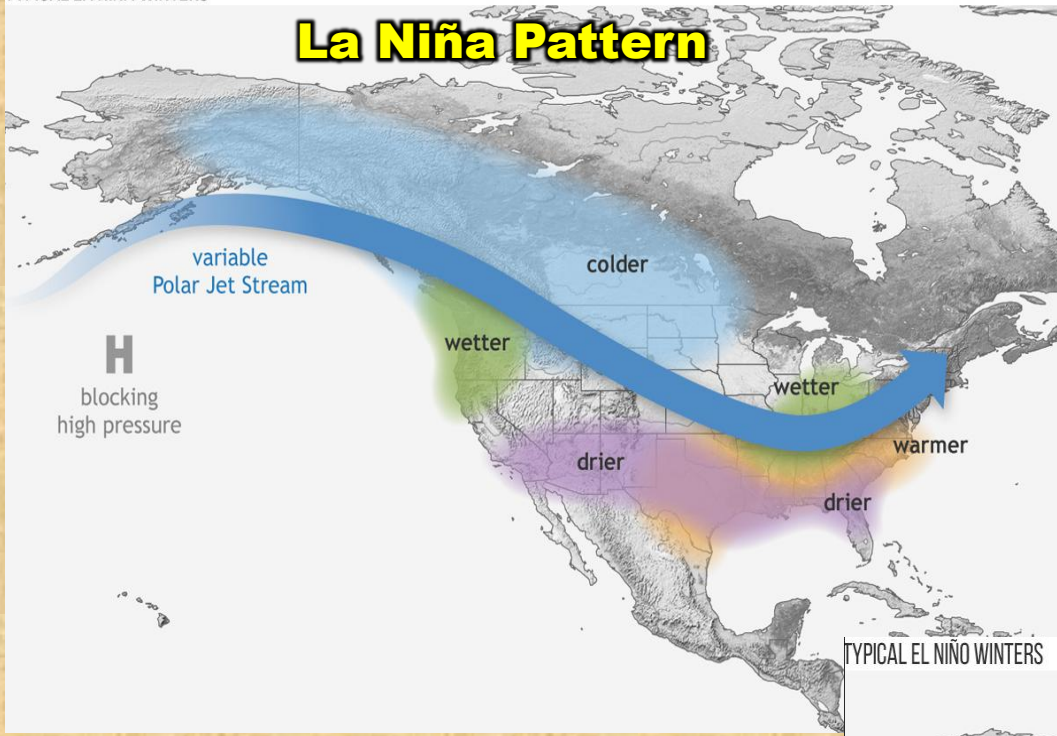 La Niña Pattern
variable
Polar Jet Stream
colder
H
blocking
high pressure
wetter
wetter
warmer
drier
drier
TYPICAL EL NIÑO WINTERS